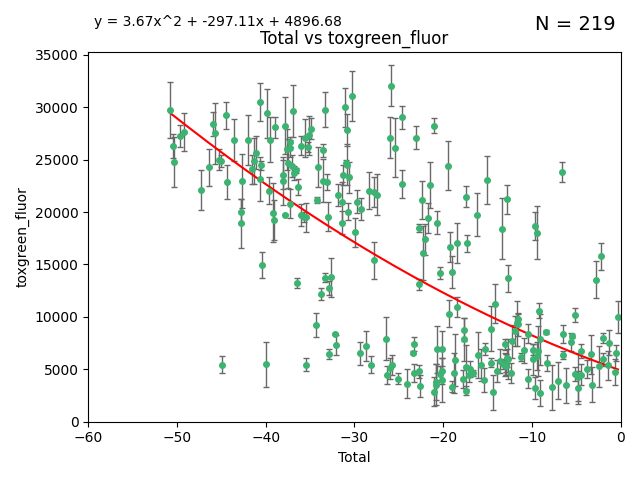 y = 3.67x^2 + -297.11x + 4896.68
N = 219
Total vs toxgreen_fluor
35000
30000
25000
20000
15000
10000
5000
0
toxgreen_fluor
−60 −50 −40 −30 −20 −10 0
Total